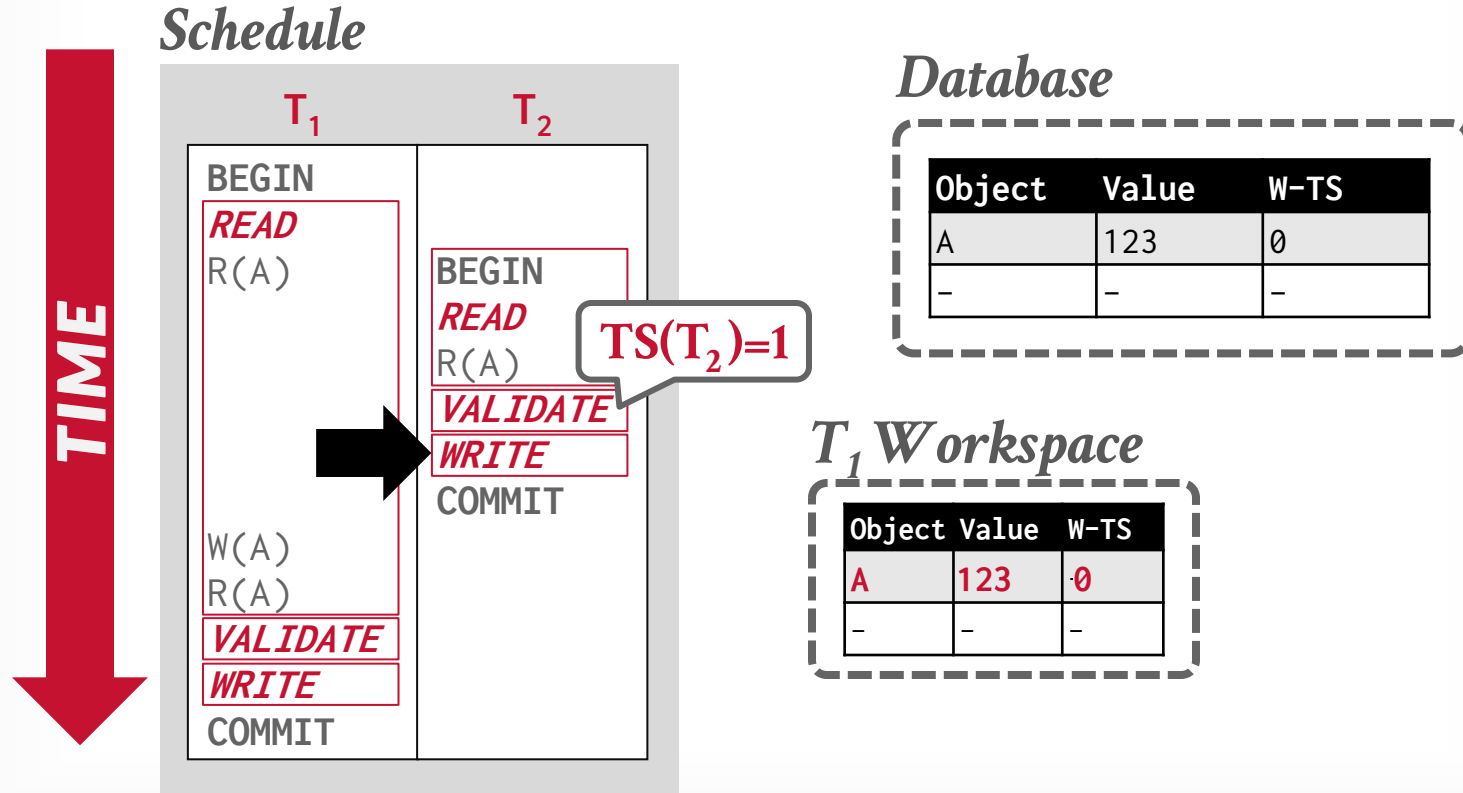 Schedule
TIME
T1
T2
BEGIN
READ
R(A)
W(A)
R(A)
VALIDATE
WRITE
COMMIT
BEGIN
READ
R(A)
VALIDATE
WRITE
COMMIT
TS(T2)=1
Database
Object Value W-TS
A 123 0
– – –
T1 Workspace
Object Value W-TS
A 123 0
– – –